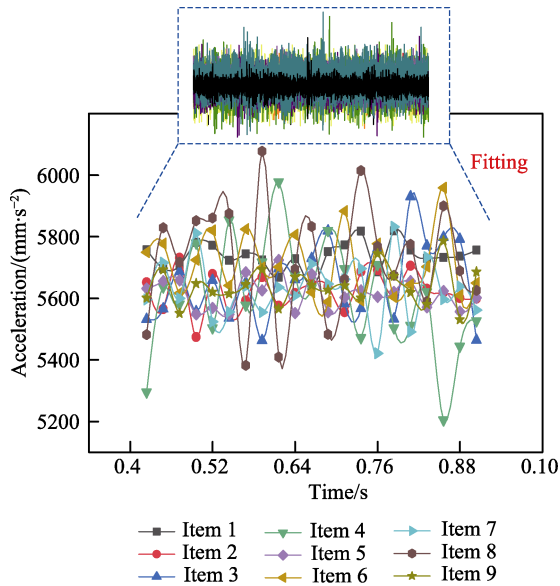 Fitting
6000
5800
5600
5400
5200
Acceleration/(mm·s⁻²)
0.4 0.52 0.64 0.76 0.88 0.10
Time/s
Item 1 Item 4 Item 7
Item 2 Item 5 Item 8
Item 3 Item 6 Item 9